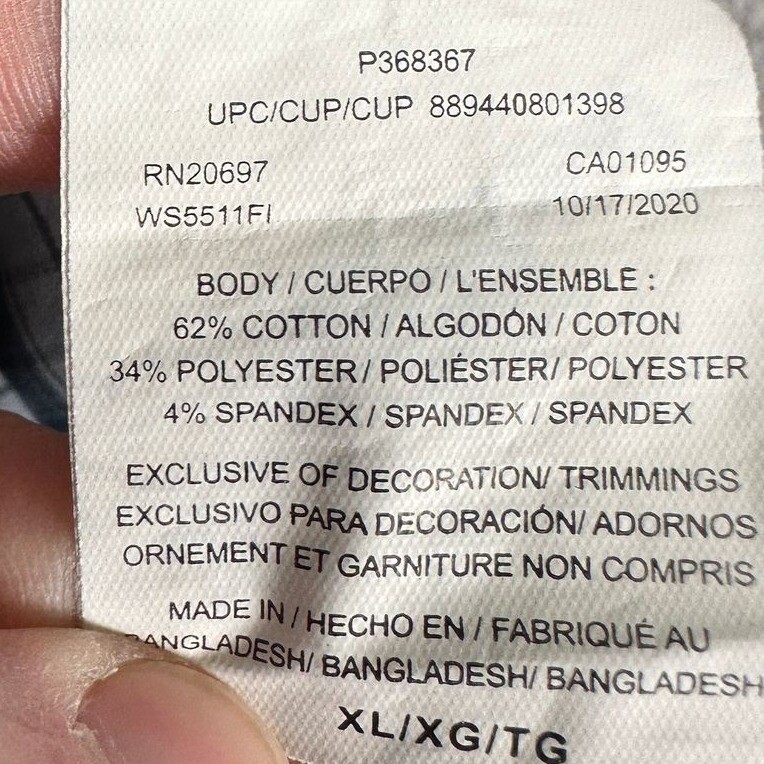 P368367
UPC/CUP/CUP 889440801398
RN20697 CA01095
WS5511FI 10/17/2020
BODY / CUERPO / L'ENSEMBLE :
62% COTTON / ALGODÓN / COTON
34% POLYESTER/ POLIÉSTER/ POLYESTER
4% SPANDEX / SPANDEX / SPANDEX
EXCLUSIVE OF DECORATION/ TRIMMINGS
EXCLUSIVO PARA DECORACIÓN/ ADORNOS
ORNEMENT ET GARNITURE NON COMPRIS
MADE IN / HECHO EN / FABRIQUÉ AU
BANGLADESH/ BANGLADESH/ BANGLADESH
XL/XG/TG